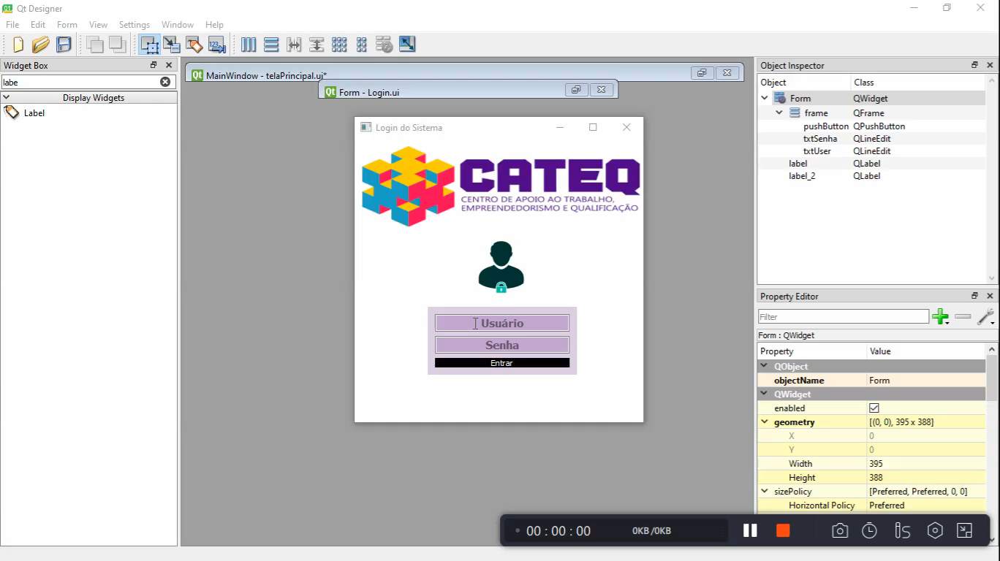 Qt Designer
File Edit Form View Settings Window Help
Widget Box
labe
Display Widgets
Label
Qt MainWindow - telaPrincipal.ui*
Qt Form - Login.ui
Login do Sistema
CATEQ
CENTRO DE APOIO AO TRABALHO,
EMPREENDEDORISMO E QUALIFICAÇÃO
Usuário
Senha
Entrar
Object Inspector
Object Class
Form QWidget
frame QFrame
pushButton QPushButton
txtSenha QLineEdit
txtUser QLineEdit
label QLabel
label_2 QLabel
Property Editor
Filter
Form : QWidget
Property Value
QObject
objectName Form
QWidget
enabled
geometry [(0, 0), 395 x 388]
X 0
Y 0
Width 395
Height 388
sizePolicy [Preferred, Preferred, 0, 0]
Horizontal Policy Preferred
00 : 00 : 00 0KB /0KB